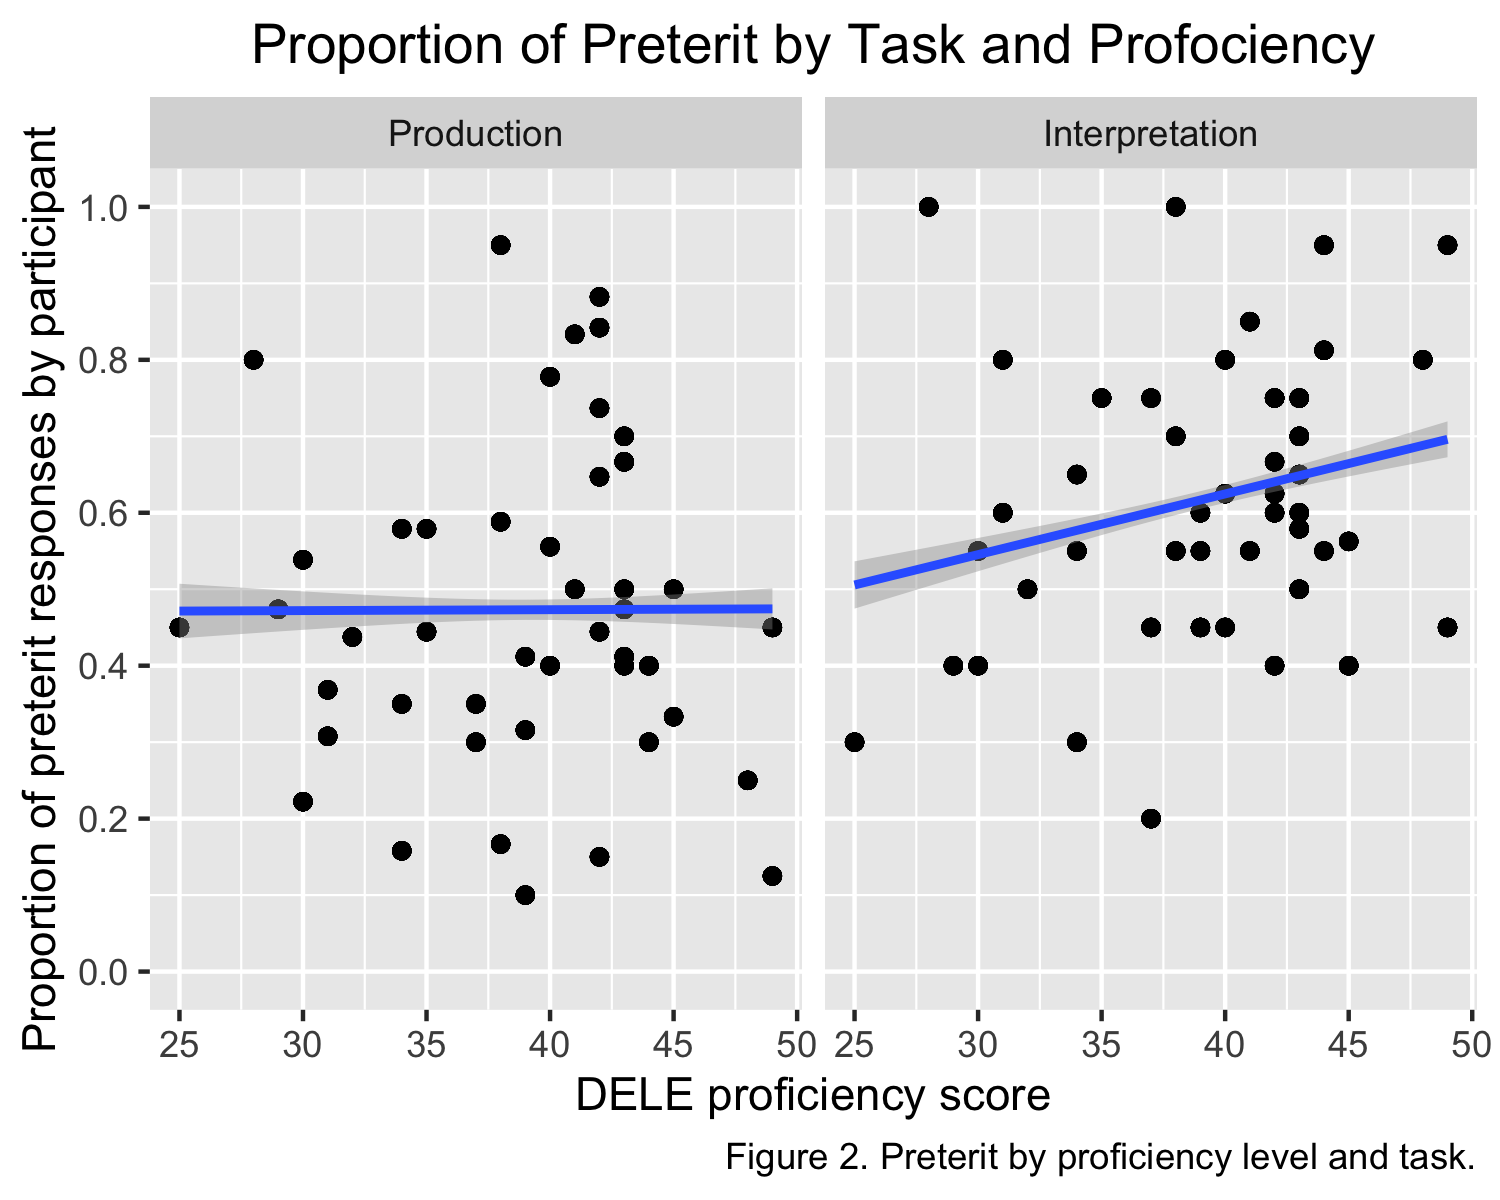 Proportion of Preterit by Task and Profociency
Production
Interpretation
Proportion of preterit responses by participant
1.0
0.8
0.6
0.4
0.2
0.0
25 30 35 40 45 50
25 30 35 40 45 50
DELE proficiency score
Figure 2. Preterit by proficiency level and task.